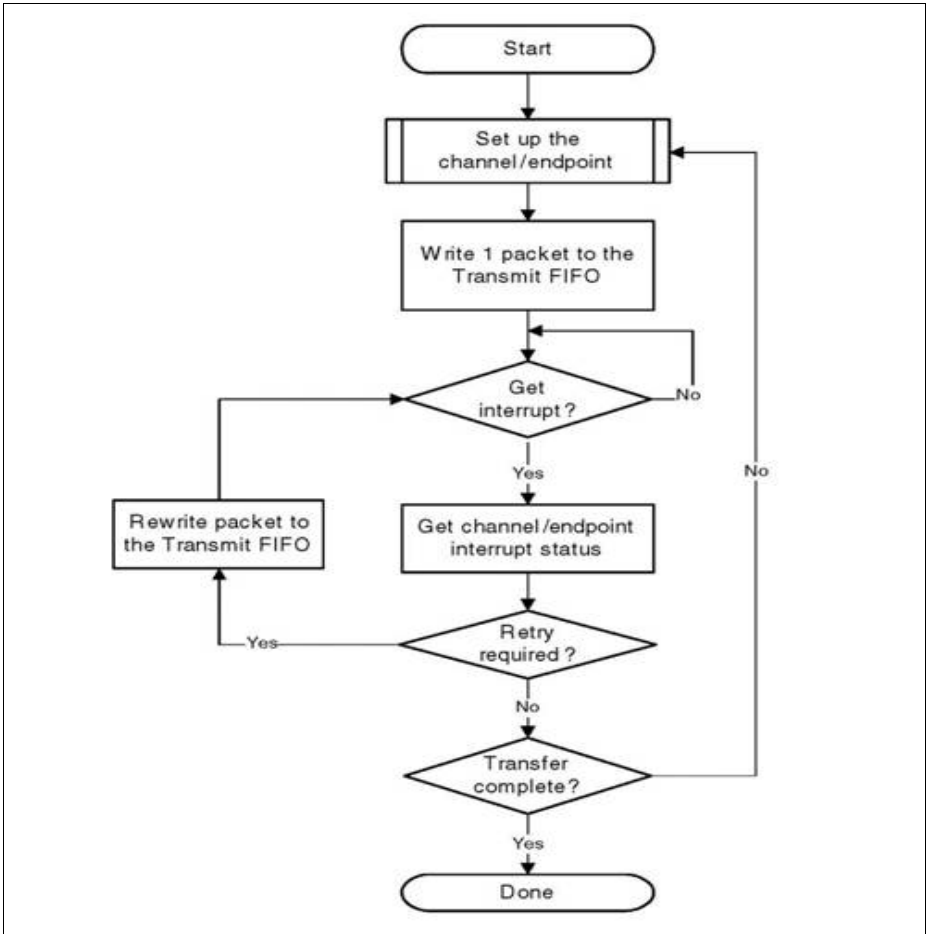 Start
Set up the
channel/endpoint
Write 1 packet to the
Transmit FIFO
Get
interrupt?
No
Yes
No
Rewrite packet to
the Transmit FIFO
Get channel/endpoint
interrupt status
Retry
required?
Yes
No
Transfer
complete?
Yes
Done